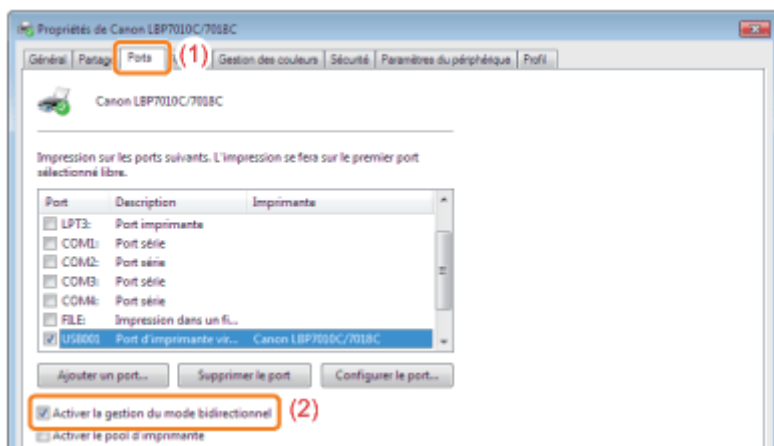 Propriétés de Canon LBP7010C/7018C
Général Partage Ports (1) Gestion des couleurs Sécurité Paramètres du périphérique Profil
Canon LBP7010C/7018C
Impression sur les ports suivants. L'impression se fera sur le premier port
sélectionné libre.
Port Description Imprimante
LPT3: Port imprimante
COM1: Port série
COM2: Port série
COM3: Port série
COM4: Port série
FILE: Impression dans un fi...
USB001 Port d'imprimante vir... Canon LBP7010C/7018C
Ajouter un port... Supprimer le port Configurer le port...
Activer la gestion du mode bidirectionnel (2)
Activer le pool d'imprimante